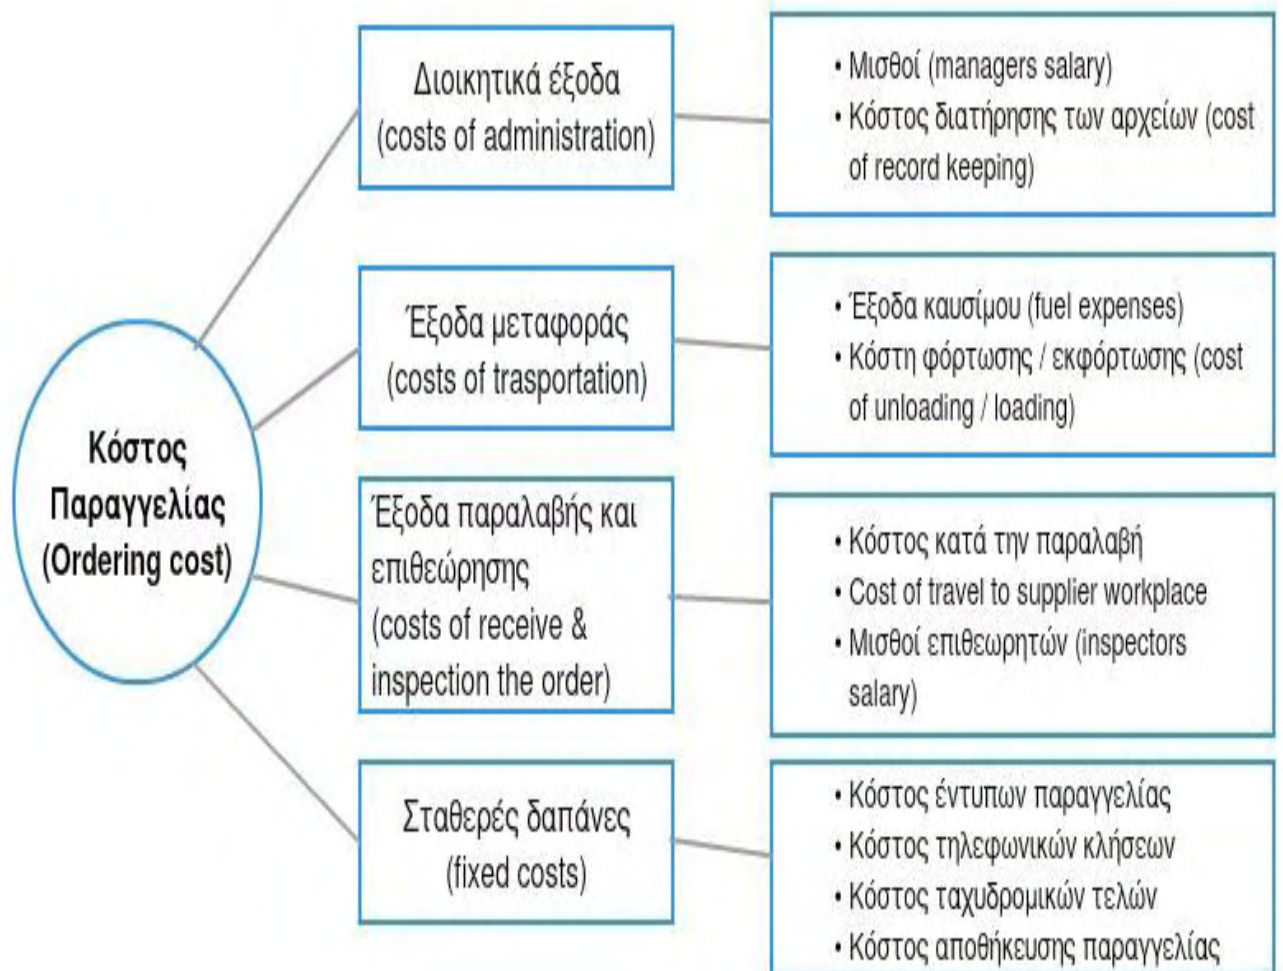 Διοικητικά έξοδα
(costs of administration)
• Μισθοί (managers salary)
• Κόστος διατήρησης των αρχείων (cost
of record keeping)
Έξοδα μεταφοράς
(costs of trasportation)
• Έξοδα καυσίμου (fuel expenses)
• Κόστη φόρτωσης / εκφόρτωσης (cost
of unloading / loading)
Κόστος
Παραγγελίας
(Ordering cost)
Έξοδα παραλαβής και
επιθεώρησης
(costs of receive &
inspection the order)
• Κόστος κατά την παραλαβή
• Cost of travel to supplier workplace
• Μισθοί επιθεωρητών (inspectors
salary)
Σταθερές δαπάνες
(fixed costs)
• Κόστος έντυπων παραγγελίας
• Κόστος τηλεφωνικών κλήσεων
• Κόστος ταχυδρομικών τελών
• Κόστος αποθήκευσης παραγγελίας